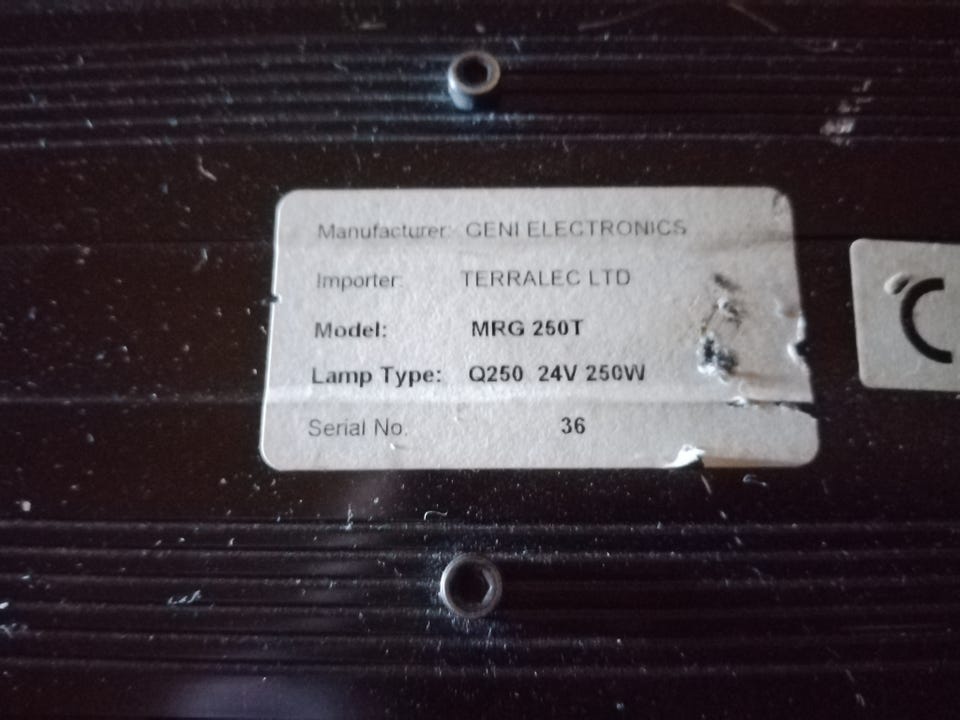 Manufacturer: GENI ELECTRONICS
Importer: TERRALEC LTD
Model: MRG 250T
Lamp Type: Q250 24V 250W
Serial No. 36
C